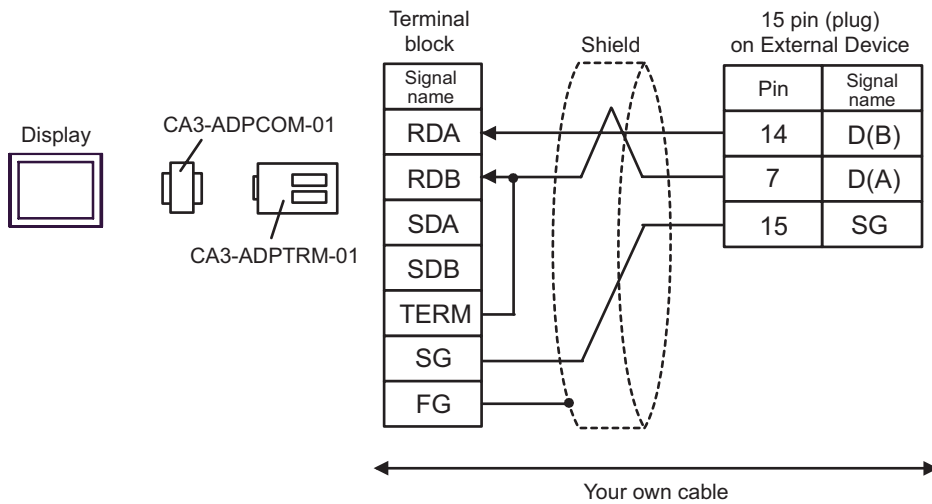 Terminal
block
Shield
15 pin (plug)
on External Device
Signal
name
Pin
Signal
name
Display
CA3-ADPCOM-01
CA3-ADPTRM-01
RDA
14
D(B)
RDB
7
D(A)
SDA
15
SG
SDB
TERM
SG
FG
Your own cable